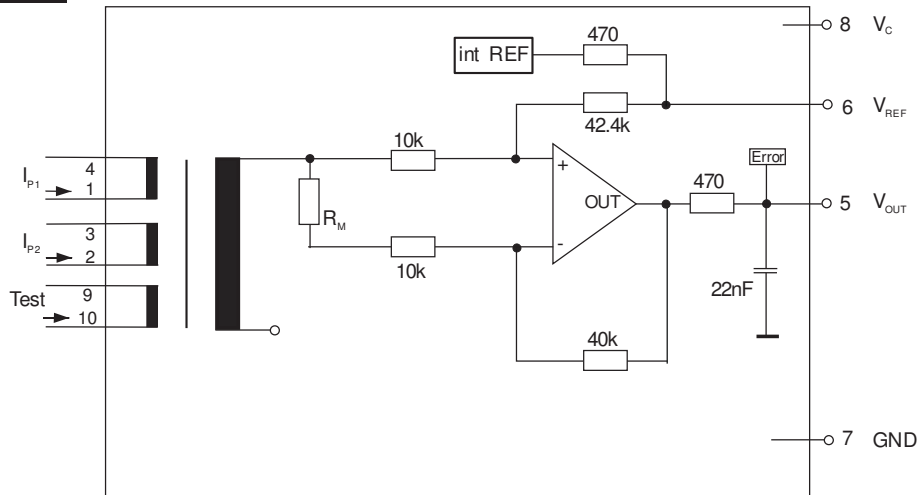 8 V_C
470
int REF
6 V_REF
42.4k
10k
Error
4
I_P1
1
470
+
OUT
5 V_OUT
R_M
3
I_P2
2
-
10k
22nF
9
Test
10
40k
7 GND